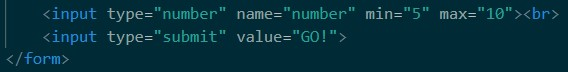 <input type="number" name="number" min="5" max="10"><br>
<input type="submit" value="GO!">
</form>